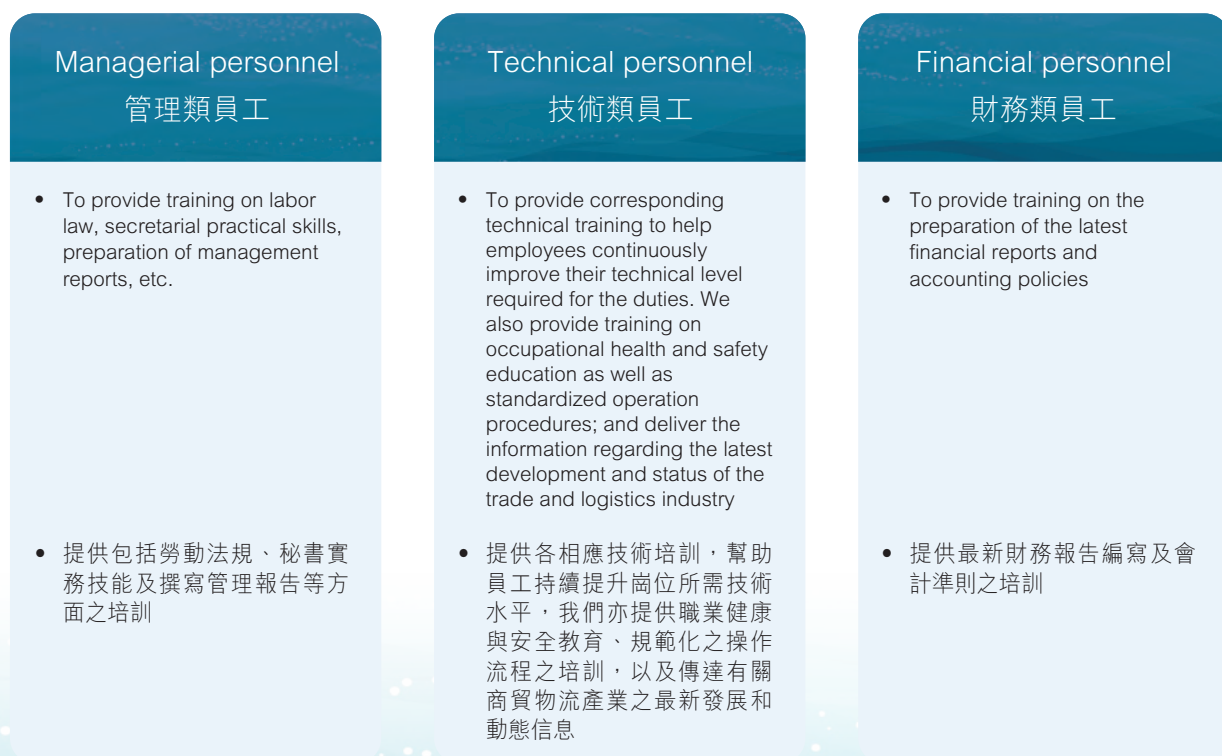 Managerial personnel
管理類員工
• To provide training on labor
law, secretarial practical skills,
preparation of management
reports, etc.
• 提供包括勞動法規、秘書實
務技能及撰寫管理報告等方
面之培訓
Technical personnel
技術類員工
• To provide corresponding
technical training to help
employees continuously
improve their technical level
required for the duties. We
also provide training on
occupational health and safety
education as well as
standardized operation
procedures; and deliver the
information regarding the latest
development and status of the
trade and logistics industry
• 提供各相應技術培訓，幫助
員工持續提升崗位所需技術
水平，我們亦提供職業健康
與安全教育、規範化之操作
流程之培訓，以及傳達有關
商貿物流產業之最新發展和
動態信息
Financial personnel
財務類員工
• To provide training on the
preparation of the latest
financial reports and
accounting policies
• 提供最新財務報告編寫及會
計準則之培訓